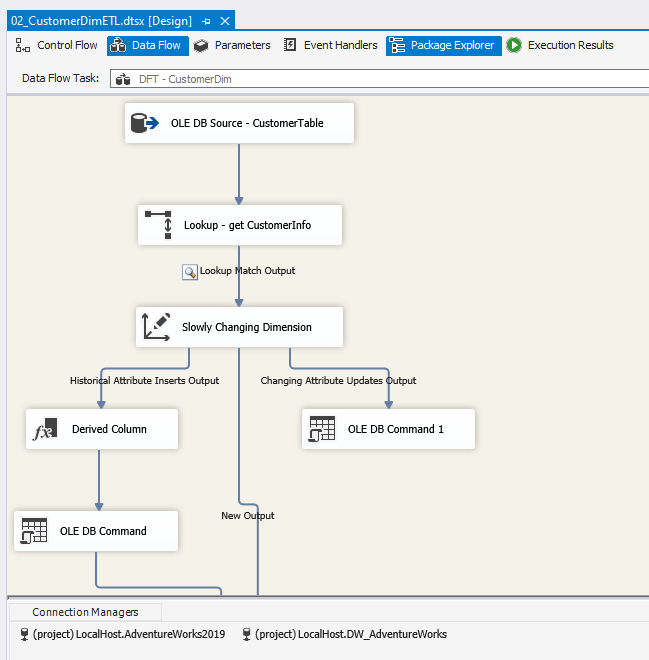 02_CustomerDimETL.dtsx [Design]
Control Flow Data Flow Parameters Event Handlers Package Explorer Execution Results
Data Flow Task: DFT - CustomerDim
OLE DB Source - CustomerTable
Lookup - get CustomerInfo
Lookup Match Output
Slowly Changing Dimension
Historical Attribute Inserts Output Changing Attribute Updates Output
Derived Column OLE DB Command 1
New Output
OLE DB Command
Connection Managers
(project) LocalHost.AdventureWorks2019 (project) LocalHost.DW_AdventureWorks